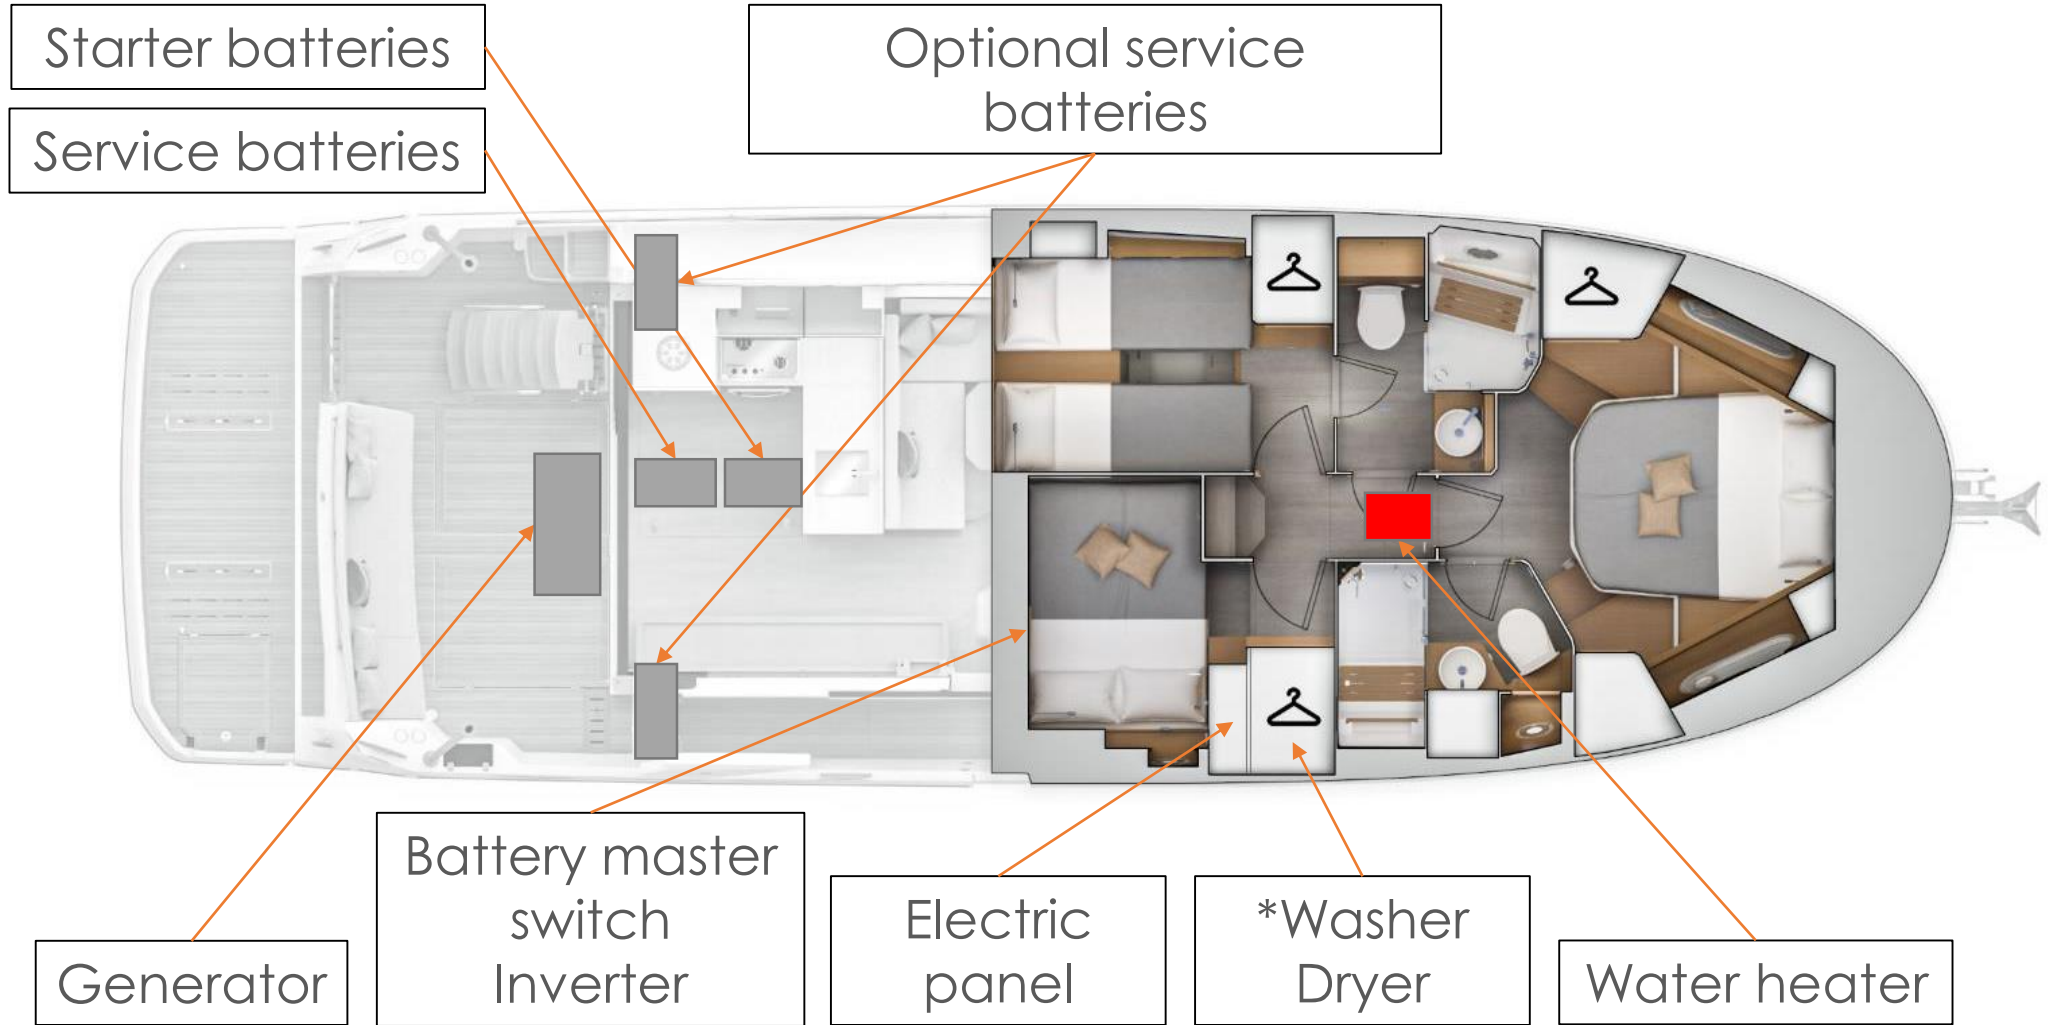 Starter batteries
Optional service
batteries
Service batteries
Battery master
switch
Inverter
Electric
panel
*Washer
Dryer
Generator
Water heater